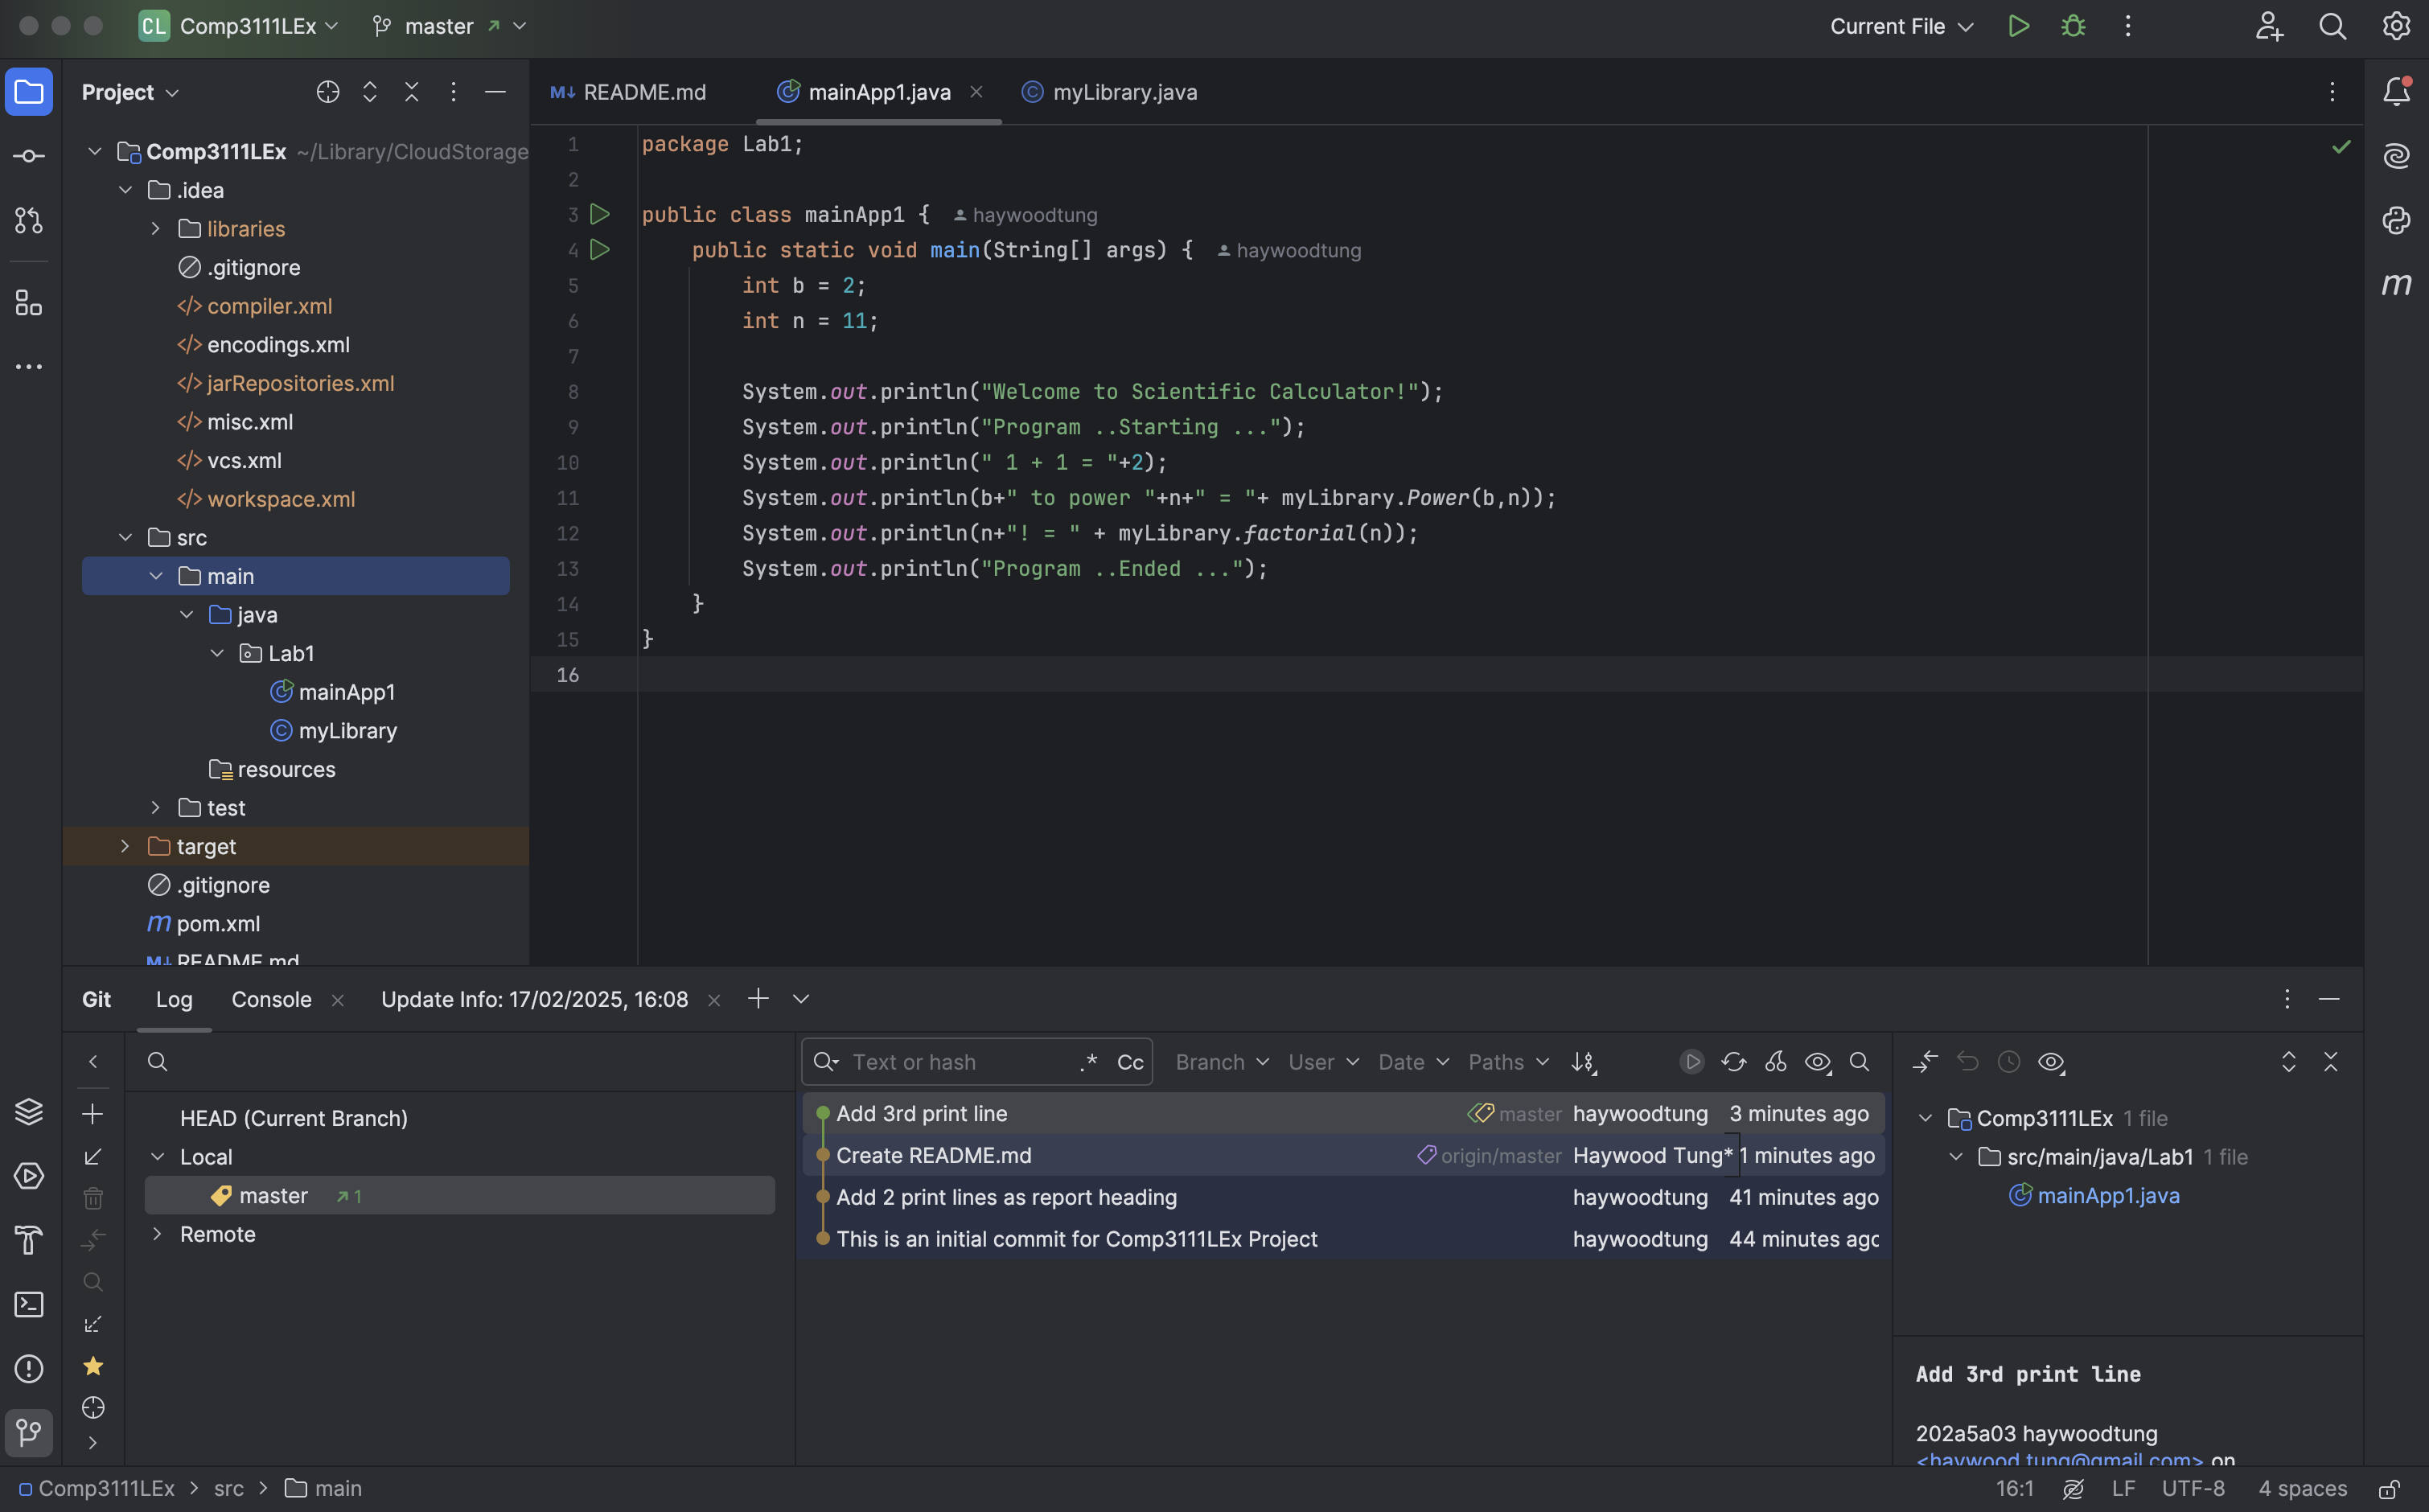 CL Comp3111LEx master
Current File
Project
README.md
mainApp1.java
myLibrary.java
Comp3111LEx ~/Library/CloudStorage
.idea
libraries
.gitignore
compiler.xml
encodings.xml
jarRepositories.xml
misc.xml
vcs.xml
workspace.xml
src
main
java
Lab1
mainApp1
myLibrary
resources
test
target
.gitignore
pom.xml
README.md
1 package Lab1;
2
3 public class mainApp1 { haywoodtung
4 public static void main(String[] args) { haywoodtung
5 int b = 2;
6 int n = 11;
7
8 System.out.println("Welcome to Scientific Calculator!");
9 System.out.println("Program ..Starting ...");
10 System.out.println(" 1 + 1 = "+2);
11 System.out.println(b+" to power "+n+" = "+ myLibrary.Power(b,n));
12 System.out.println(n+"! = " + myLibrary.factorial(n));
13 System.out.println("Program ..Ended ...");
14 }
15 }
16
Git Log Console Update Info: 17/02/2025, 16:08
HEAD (Current Branch)
Local
master 1
Remote
Text or hash .* Cc Branch User Date Paths
Add 3rd print line master haywoodtung 3 minutes ago
Create README.md origin/master Haywood Tung* 1 minutes ago
Add 2 print lines as report heading haywoodtung 41 minutes ago
This is an initial commit for Comp3111LEx Project haywoodtung 44 minutes ago
Comp3111LEx 1 file
src/main/java/Lab1 1 file
mainApp1.java
Add 3rd print line
202a5a03 haywoodtung
<haywood.tung@gmail.com> on
Comp3111LEx > src > main
16:1 LF UTF-8 4 spaces